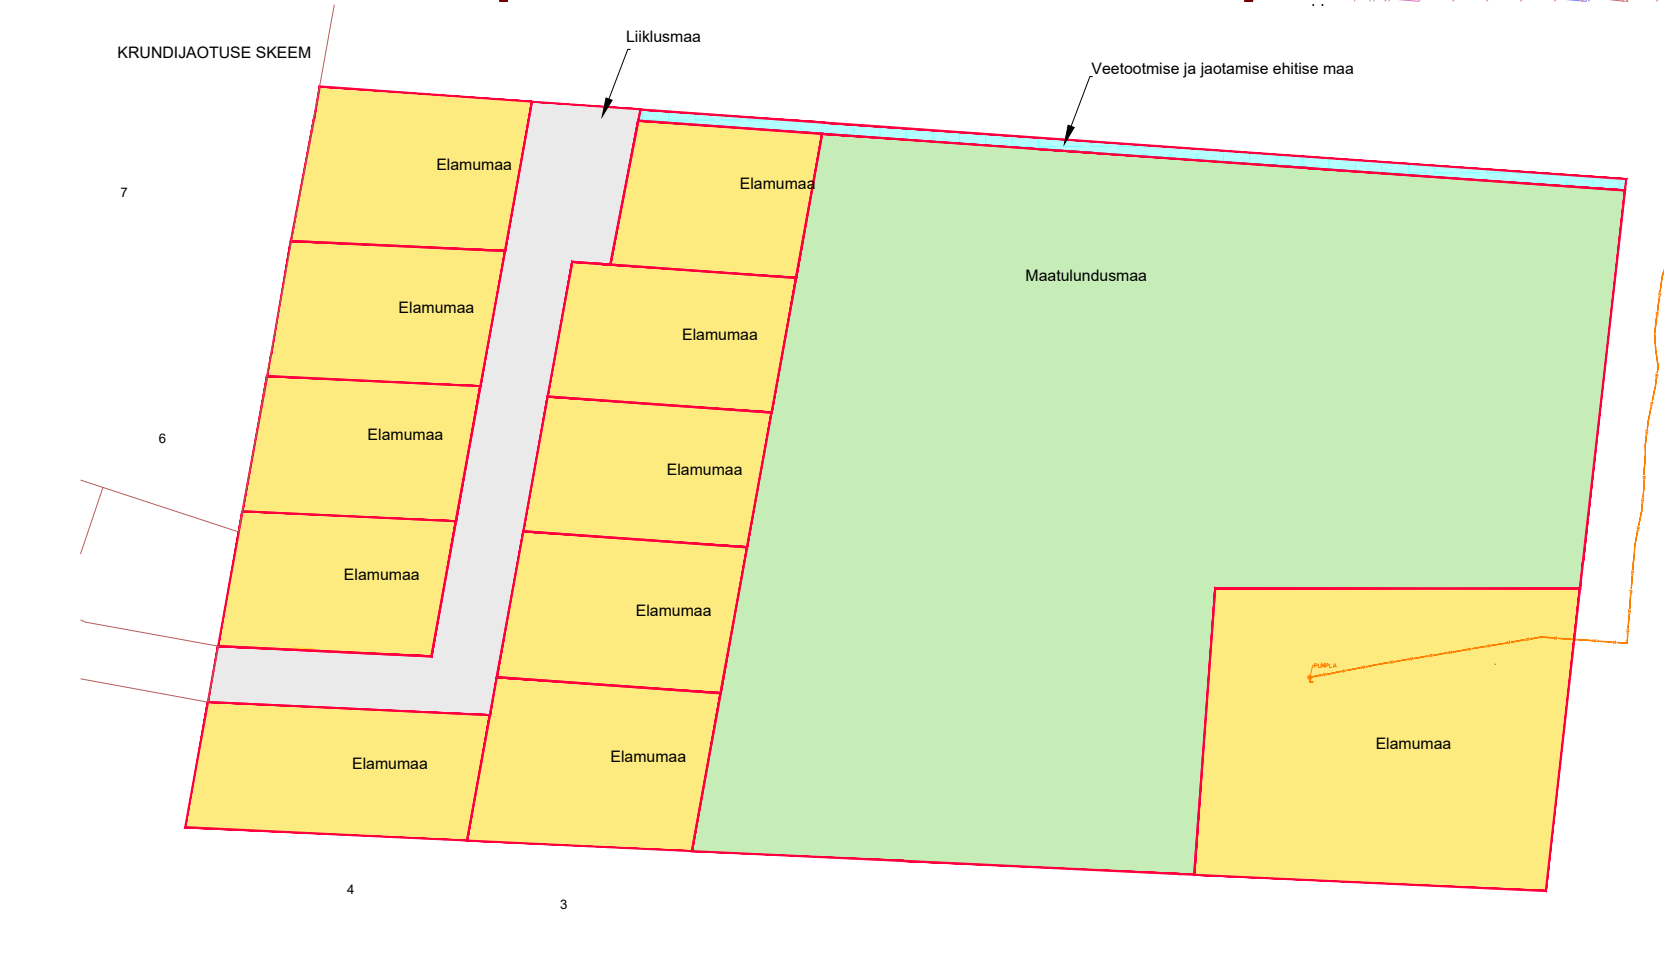 Liiklusmaa
KRUNDIJAOTUSE SKEEM
Veetootmise ja jaotamise ehitise maa
Elamumaa
Elamumaa
7
Maatulundusmaa
Elamumaa
Elamumaa
Elamumaa
6
Elamumaa
Elamumaa
Elamumaa
PUMPLA
Elamumaa
Elamumaa
Elamumaa
4
3